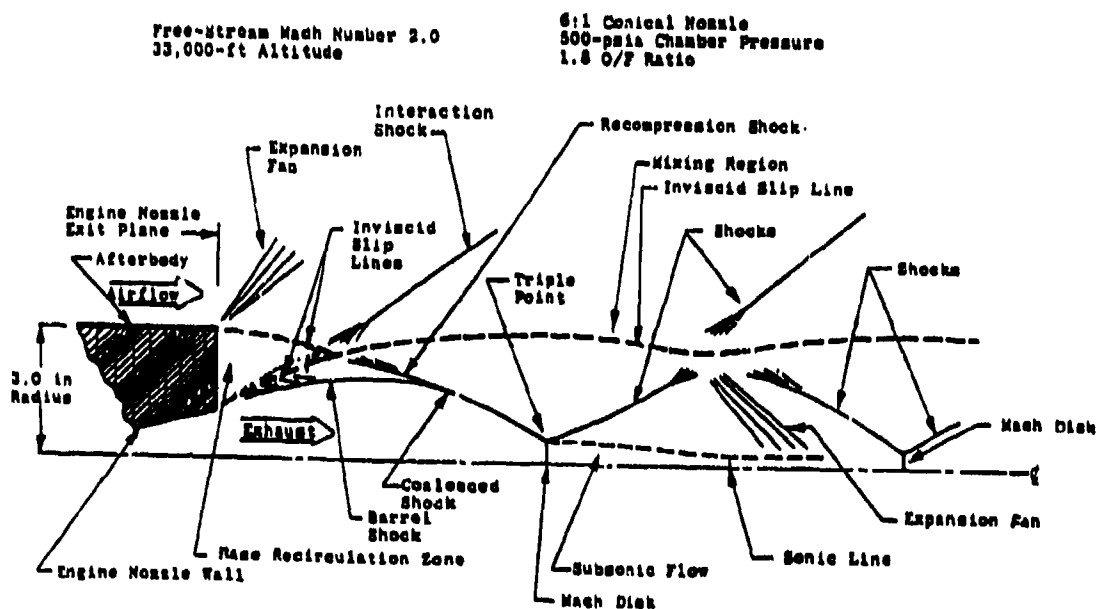 Free-Stream Mach Number 2.0
33,000-ft Altitude
6:1 Conical Nozzle
500-psia Chamber Pressure
1.8 O/F Ratio
Interaction
Shock
Recompression Shock
Expansion
Fan
Mixing Region
Inviscid Slip Line
Engine Nozzle
Exit Plane
Inviscid
Slip
Lines
Shocks
Afterbody
Airflow
Triple
Point
Shocks
3.0 in
Radius
Exhaust
Mach Disk
Coalesced
Shock
Barrel
Shock
Expansion Fan
Base Recirculation Zone
Engine Nozzle Wall
Subsonic Flow
Sonic Line
Mach Disk